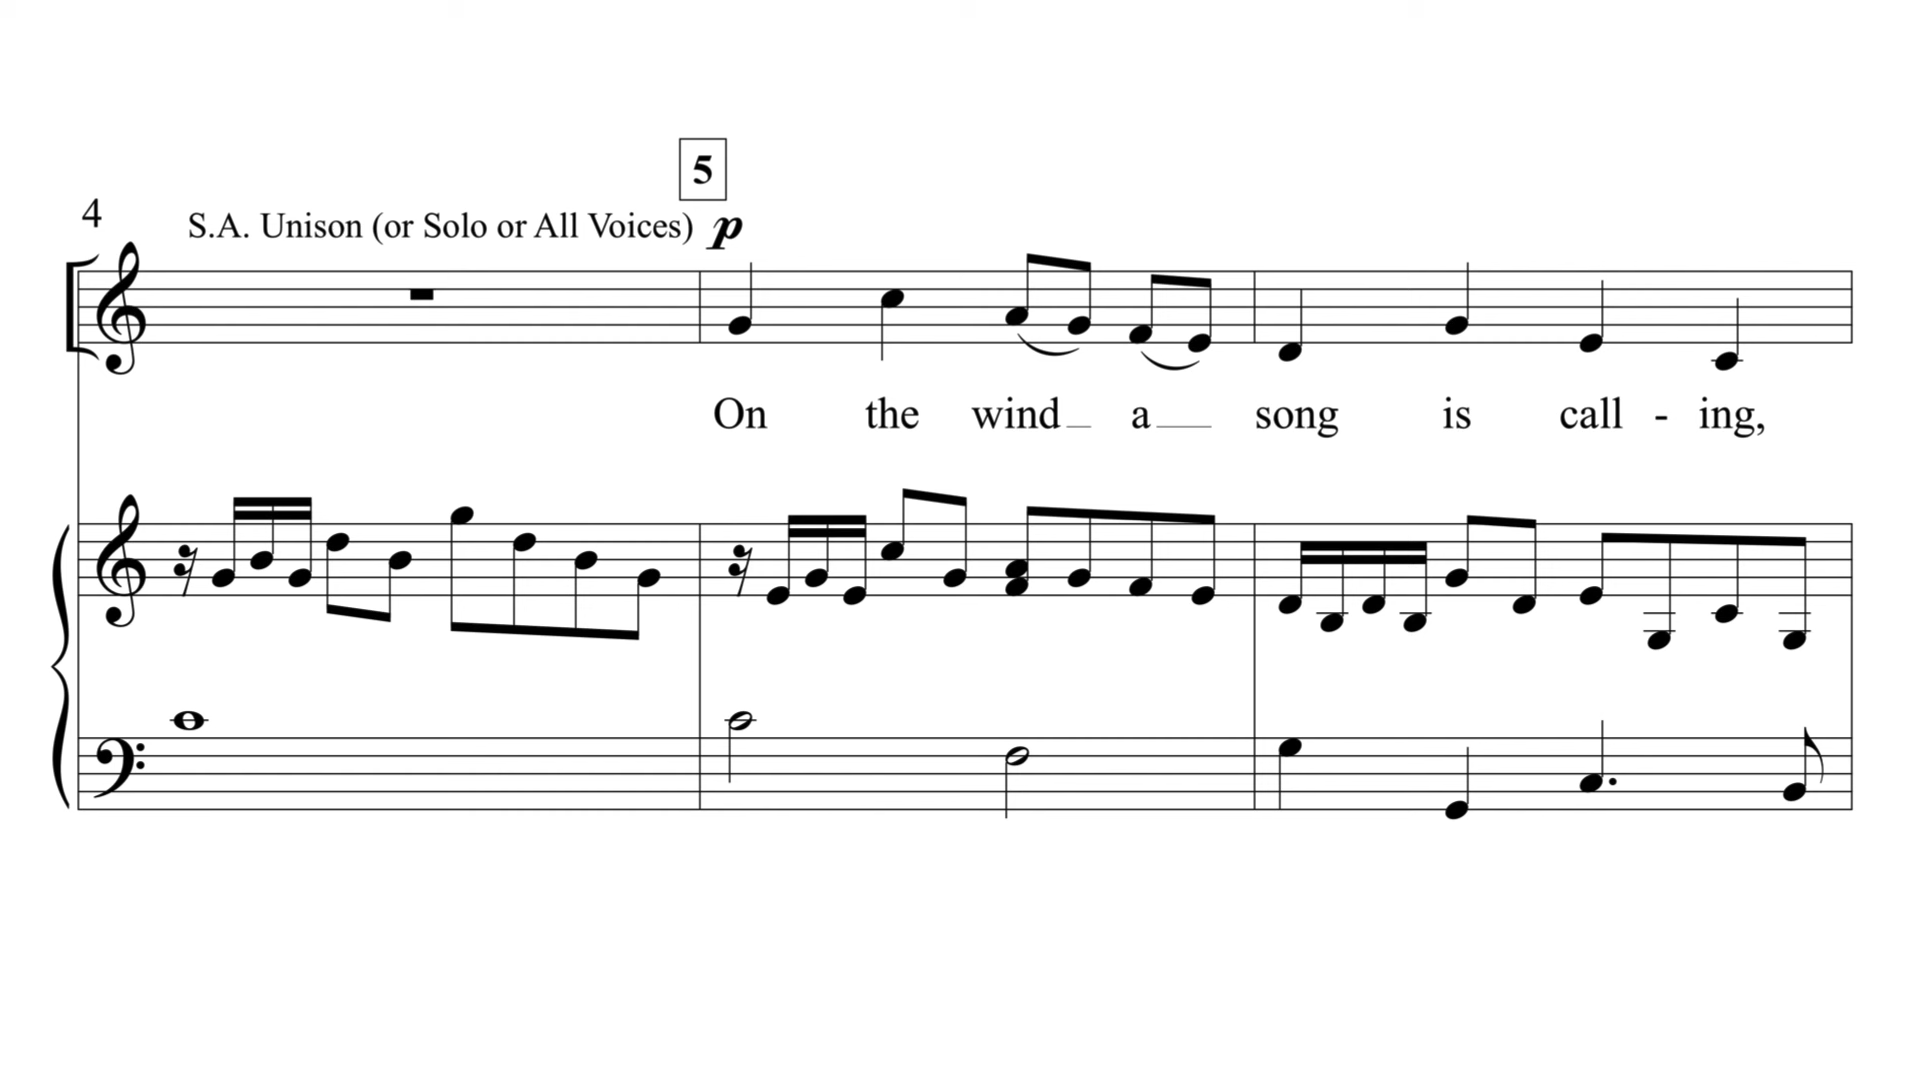 5
4
S.A. Unison (or Solo or All Voices) p
On the wind a song is call - ing,